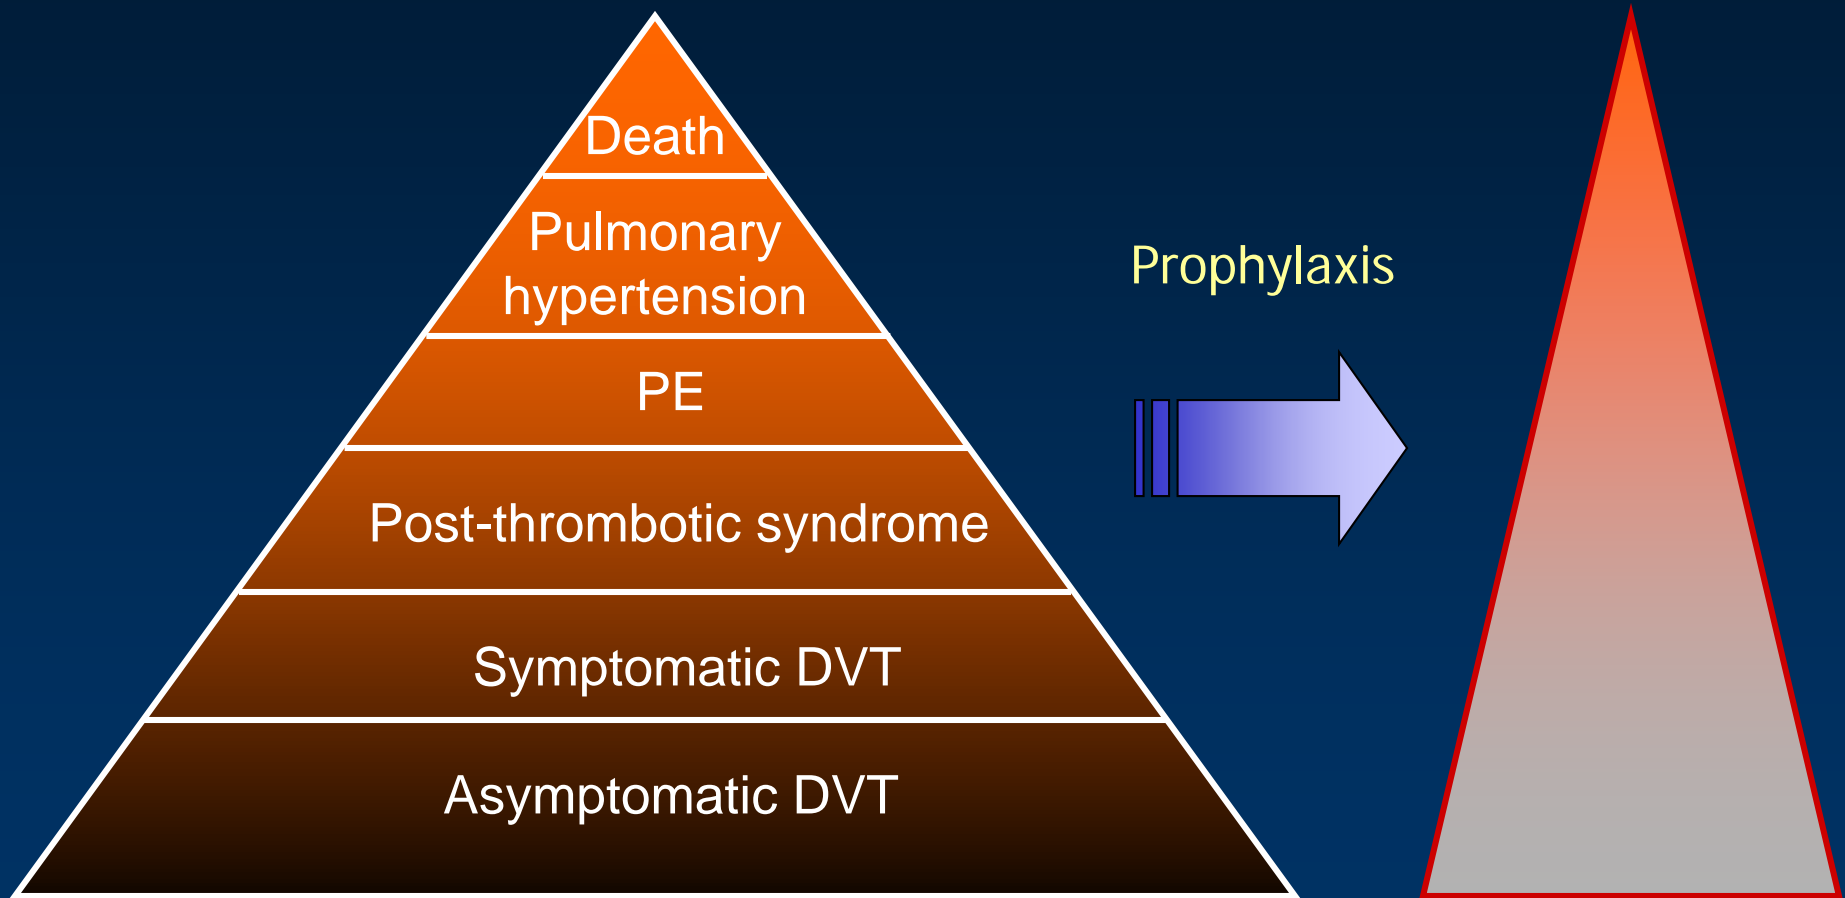 Death
Pulmonary
hypertension
Prophylaxis
PE
Post-thrombotic syndrome
Symptomatic DVT
Asymptomatic DVT